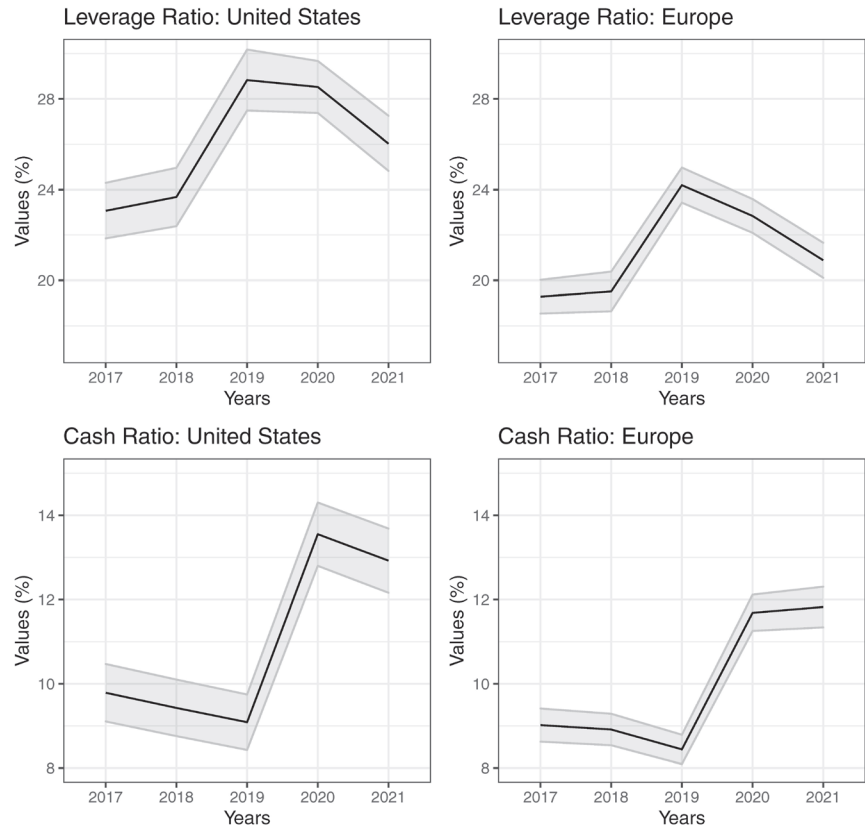 Leverage Ratio: United States
Leverage Ratio: Europe
Values (%)
28
24
20
2017 2018 2019 2020 2021
Years
Values (%)
28
24
20
2017 2018 2019 2020 2021
Years
Cash Ratio: United States
Cash Ratio: Europe
Values (%)
14
12
10
8
2017 2018 2019 2020 2021
Years
Values (%)
14
12
10
8
2017 2018 2019 2020 2021
Years